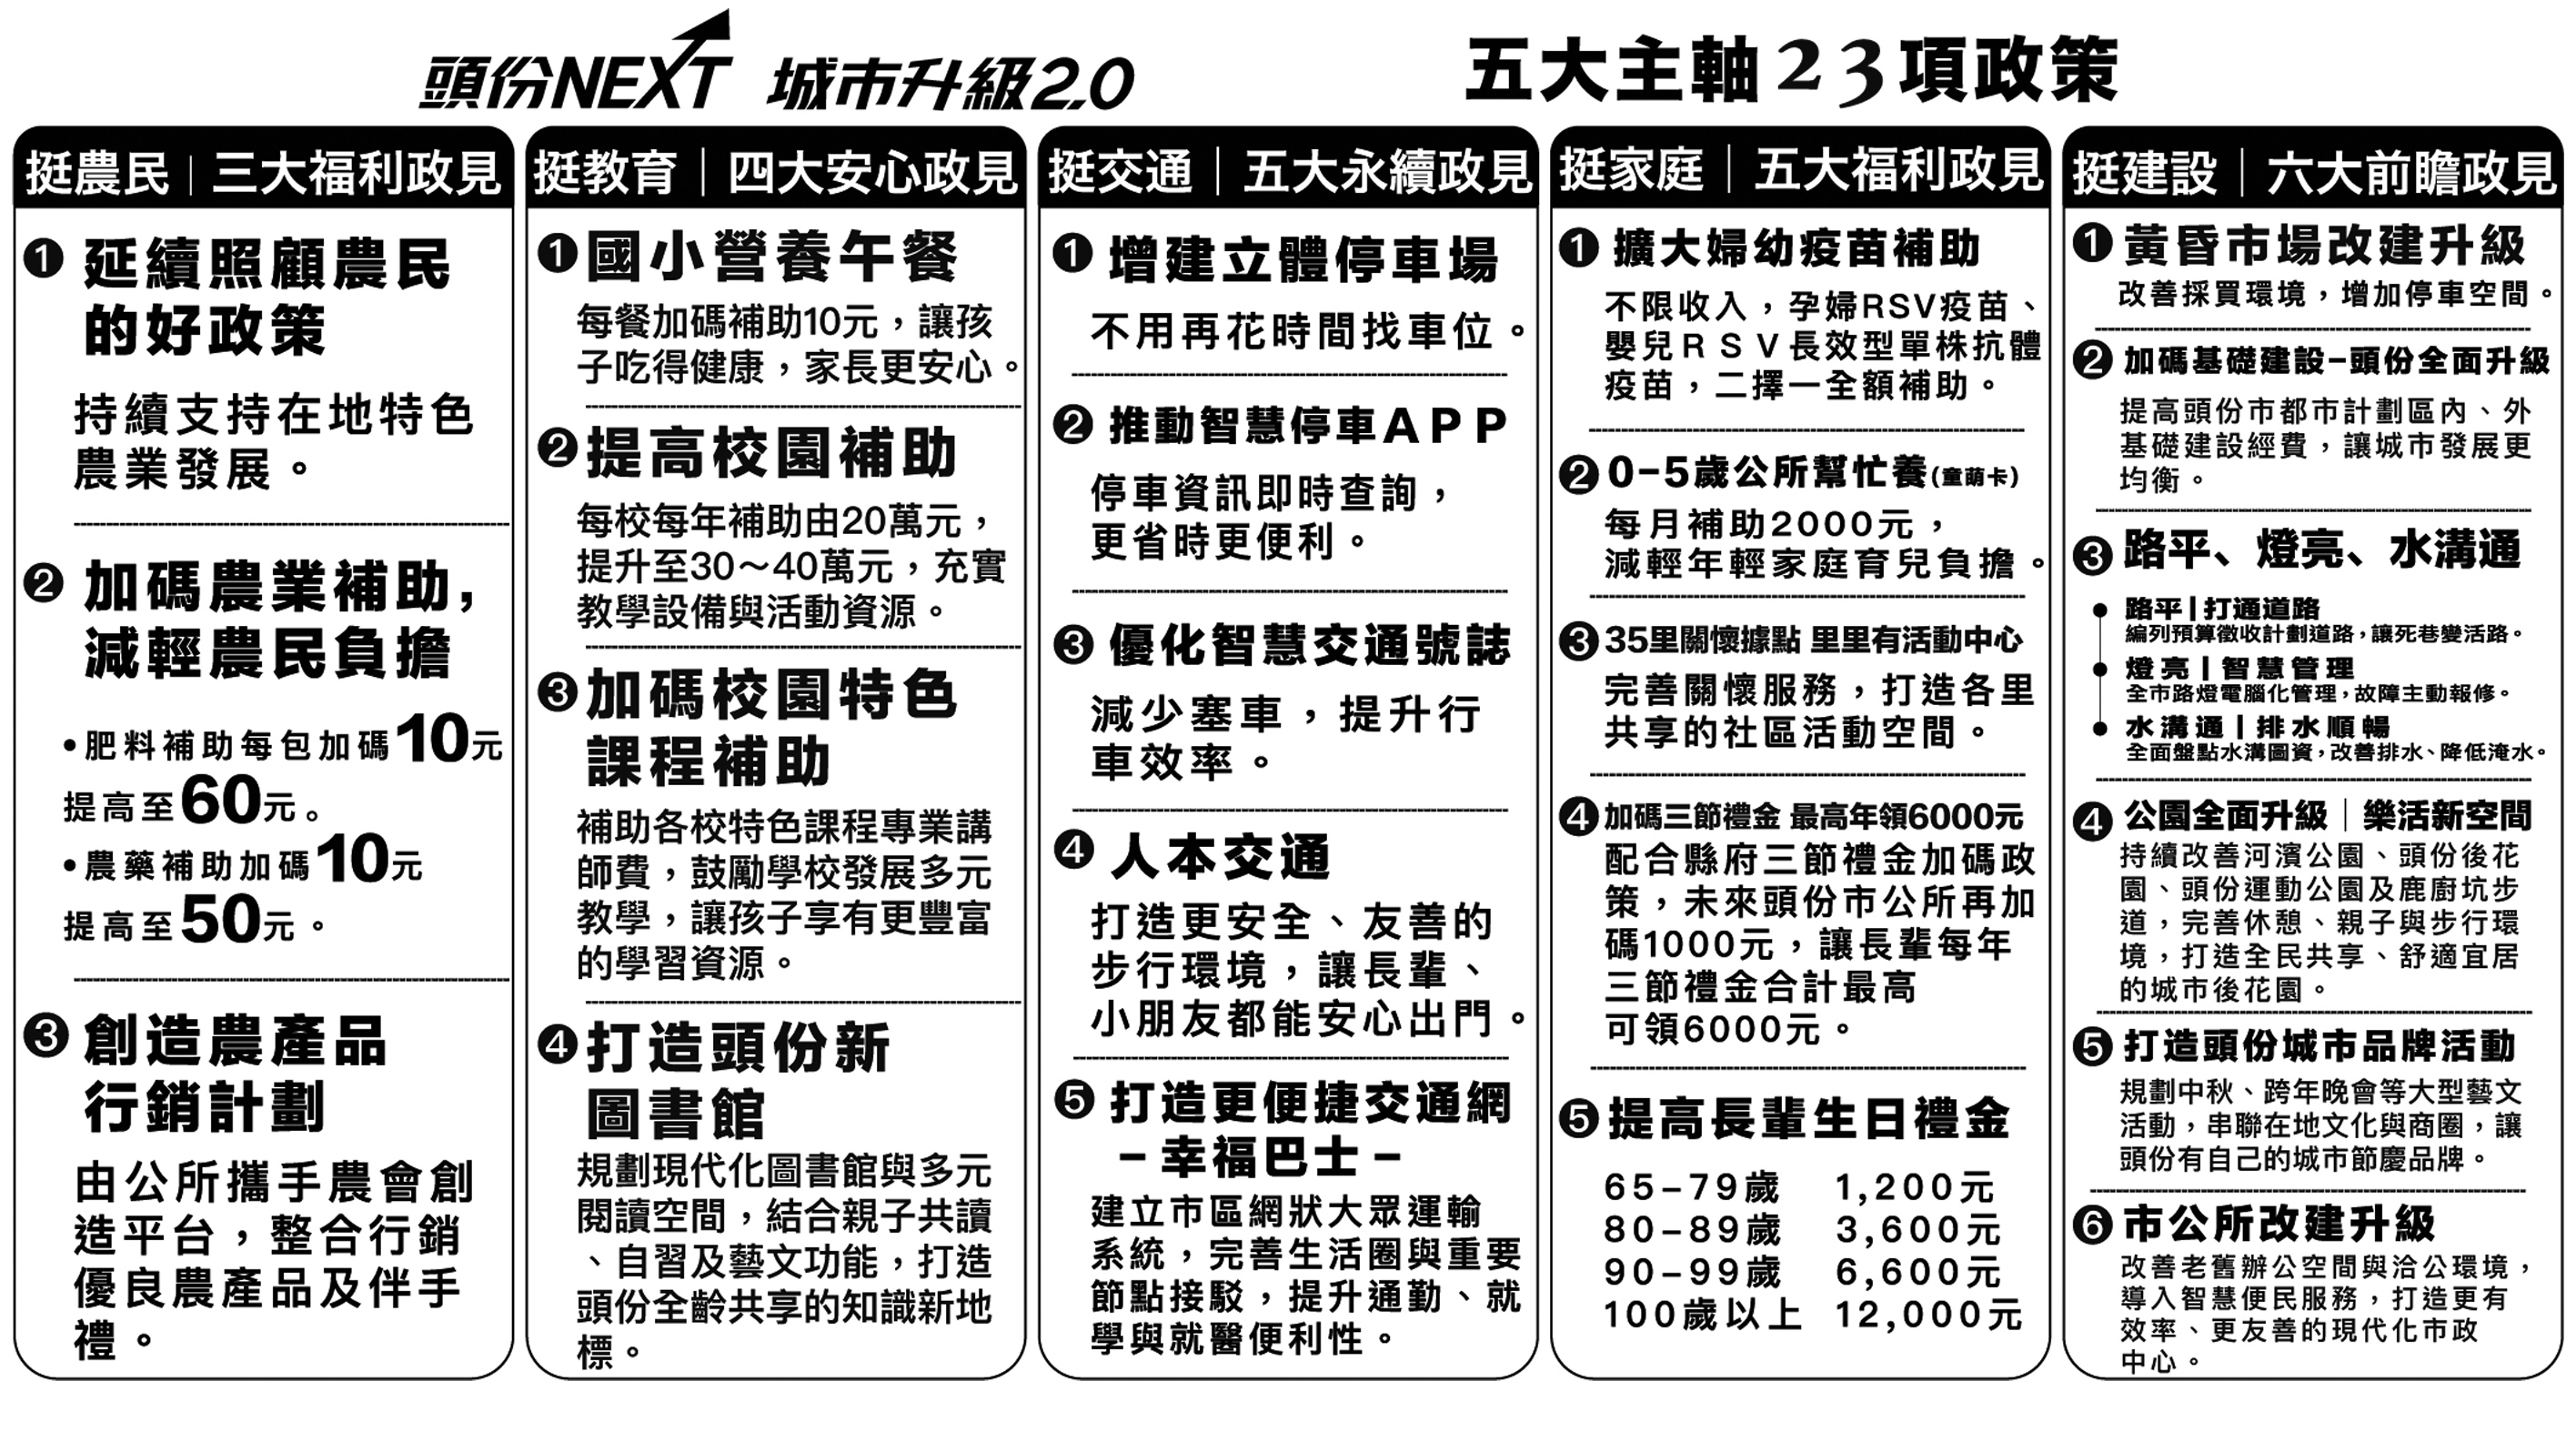 頭份NEXT 城市升級2.0
五大主軸23項政策
挺農民｜三大福利政見
❶ 延續照顧農民
的好政策
持續支持在地特色
農業發展。
❷ 加碼農業補助，
減輕農民負擔
•肥料補助每包加碼10元
提高至60元。
•農藥補助加碼10元
提高至50元。
❸ 創造農產品
行銷計劃
由公所攜手農會創
造平台，整合行銷
優良農產品及伴手
禮。
挺教育｜四大安心政見
❶國小營養午餐
每餐加碼補助10元，讓孩
子吃得健康，家長更安心。
❷提高校園補助
每校每年補助由20萬元，
提升至30～40萬元，充實
教學設備與活動資源。
❸加碼校園特色
課程補助
補助各校特色課程專業講
師費，鼓勵學校發展多元
教學，讓孩子享有更豐富
的學習資源。
❹打造頭份新
圖書館
規劃現代化圖書館與多元
閱讀空間，結合親子共讀
、自習及藝文功能，打造
頭份全齡共享的知識新地
標。
挺交通｜五大永續政見
❶ 增建立體停車場
不用再花時間找車位。
❷ 推動智慧停車APP
停車資訊即時查詢，
更省時更便利。
❸ 優化智慧交通號誌
減少塞車，提升行
車效率。
❹ 人本交通
打造更安全、友善的
步行環境，讓長輩、
小朋友都能安心出門。
❺ 打造更便捷交通網
－幸福巴士－
建立市區網狀大眾運輸
系統，完善生活圈與重要
節點接駁，提升通勤、就
學與就醫便利性。
挺家庭｜五大福利政見
❶ 擴大婦幼疫苗補助
不限收入，孕婦RSV疫苗、
嬰兒RSV長效型單株抗體
疫苗，二擇一全額補助。
❷ 0-5歲公所幫忙養(童萌卡)
每月補助2000元，
減輕年輕家庭育兒負擔。
❸ 35里關懷據點 里里有活動中心
完善關懷服務，打造各里
共享的社區活動空間。
❹ 加碼三節禮金 最高年領6000元
配合縣府三節禮金加碼政
策，未來頭份市公所再加
碼1000元，讓長輩每年
三節禮金合計最高
可領6000元。
❺提高長輩生日禮金
65-79歲 1,200元
80-89歲 3,600元
90-99歲 6,600元
100歲以上 12,000元
挺建設｜六大前瞻政見
❶ 黃昏市場改建升級
改善採買環境，增加停車空間。
❷ 加碼基礎建設-頭份全面升級
提高頭份市都市計劃區內、外
基礎建設經費，讓城市發展更
均衡。
❸ 路平、燈亮、水溝通
• 路平｜打通道路
編列預算徵收計劃道路，讓死巷變活路。
• 燈亮｜智慧管理
全市路燈電腦化管理，故障主動報修。
• 水溝通｜排水順暢
全面盤點水溝圖資，改善排水、降低淹水。
❹ 公園全面升級｜樂活新空間
持續改善河濱公園、頭份後花
園、頭份運動公園及鹿廚坑步
道，完善休憩、親子與步行環
境，打造全民共享、舒適宜居
的城市後花園。
❺ 打造頭份城市品牌活動
規劃中秋、跨年晚會等大型藝文
活動，串聯在地文化與商圈，讓
頭份有自己的城市節慶品牌。
❻ 市公所改建升級
改善老舊辦公空間與洽公環境，
導入智慧便民服務，打造更有
效率、更友善的現代化市政
中心。